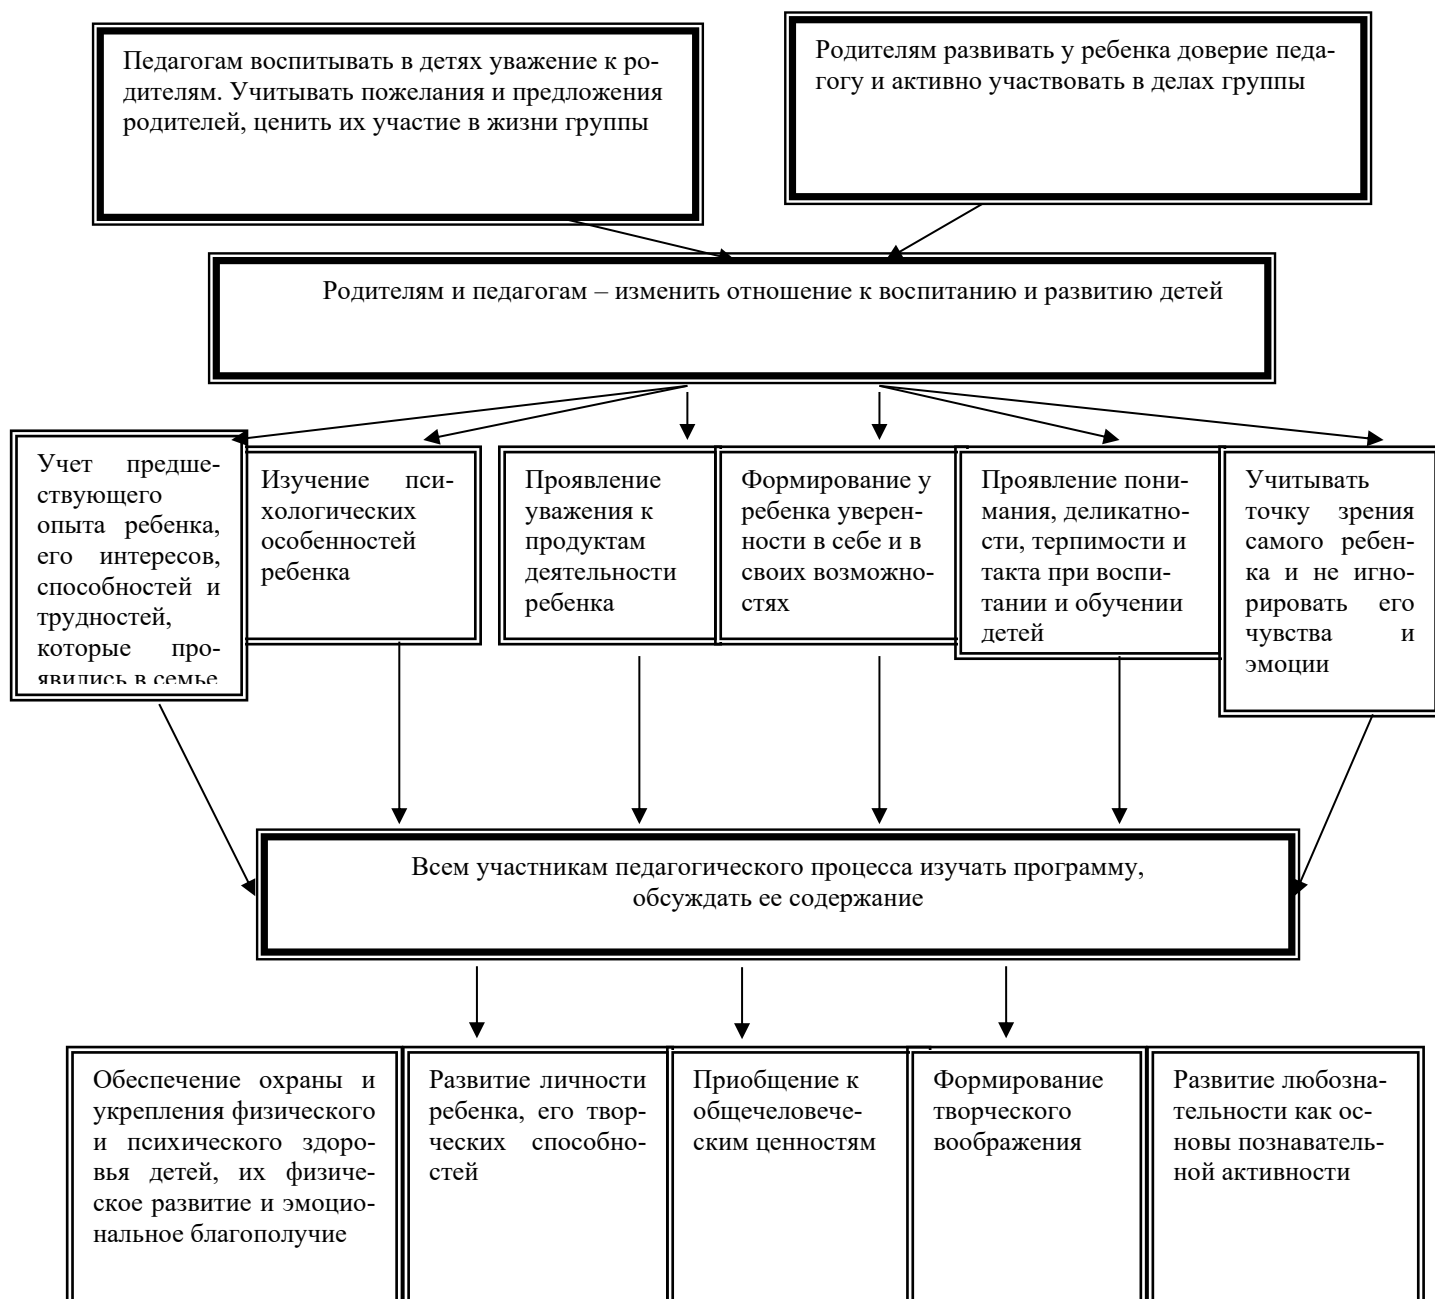 Педагогам воспитывать в детях уважение к ро-
дителям. Учитывать пожелания и предложения
родителей, ценить их участие в жизни группы
Родителям развивать у ребенка доверие педа-
гогу и активно участвовать в делах группы
Родителям и педагогам – изменить отношение к воспитанию и развитию детей
Учет предше-
ствующего
опыта ребенка,
его интересов,
способностей и
трудностей,
которые про-
явились в семье
Изучение пси-
хологических
особенностей
ребенка
Проявление
уважения к
продуктам
деятельности
ребенка
Формирование у
ребенка уверен-
ности в себе и в
своих возможно-
стях
Проявление пони-
мания, деликатно-
сти, терпимости и
такта при воспи-
тании и обучении
детей
Учитывать
точку зрения
самого ребен-
ка и не игно-
рировать его
чувства и
эмоции
Всем участникам педагогического процесса изучать программу,
обсуждать ее содержание
Обеспечение охраны и
укрепления физического
и психического здоро-
вья детей, их физиче-
ское развитие и эмоцио-
нальное благополучие
Развитие личности
ребенка, его твор-
ческих способно-
стей
Приобщение к
общечеловече-
ским ценностям
Формирование
творческого
воображения
Развитие любозна-
тельности как ос-
новы познаватель-
ной активности